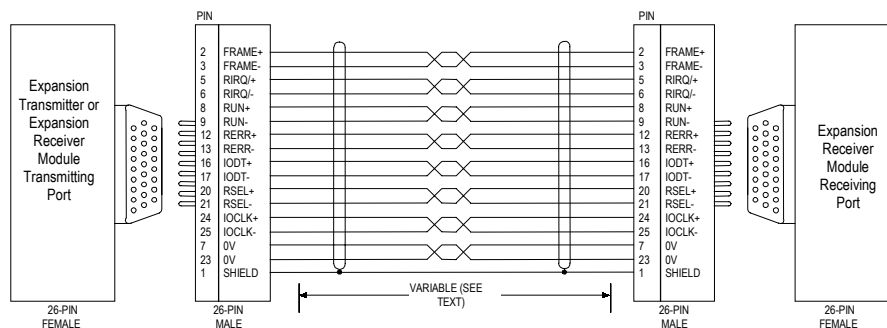 PIN
PIN
2 FRAME+
3 FRAME-
5 RIRQ/+
6 RIRQ/-
8 RUN+
9 RUN-
12 RERR+
13 RERR-
16 IODT+
17 IODT-
20 RSEL+
21 RSEL-
24 IOCLK+
25 IOCLK-
7 0V
23 0V
1 SHIELD
2 FRAME+
3 FRAME-
5 RIRQ/+
6 RIRQ/-
8 RUN+
9 RUN-
12 RERR+
13 RERR-
16 IODT+
17 IODT-
20 RSEL+
21 RSEL-
24 IOCLK+
25 IOCLK-
7 0V
23 0V
1 SHIELD
Expansion
Transmitter or
Expansion
Receiver
Module
Transmitting
Port
Expansion
Receiver
Module
Receiving
Port
VARIABLE (SEE
TEXT)
26-PIN
FEMALE
26-PIN
MALE
26-PIN
MALE
26-PIN
FEMALE